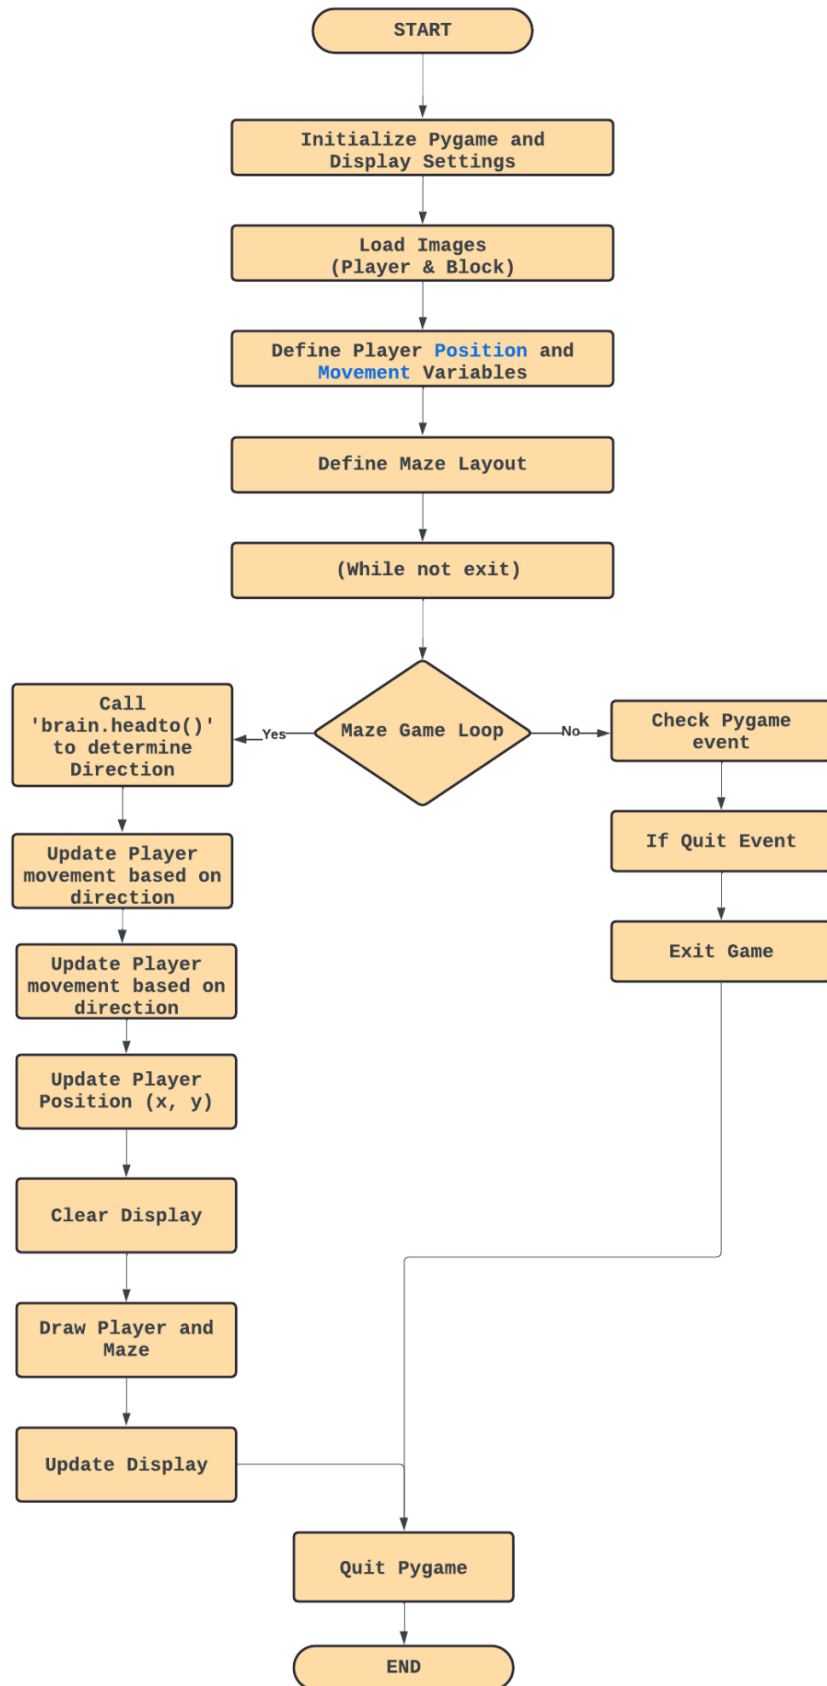 START
Initialize Pygame and
Display Settings
Load Images
(Player & Block)
Define Player Position and
Movement Variables
Define Maze Layout
(While not exit)
Maze Game Loop
Yes
No
Call
'brain.headto()'
to determine
Direction
Update Player
movement based on
direction
Update Player
movement based on
direction
Update Player
Position (x, y)
Clear Display
Draw Player and
Maze
Update Display
Check Pygame
event
If Quit Event
Exit Game
Quit Pygame
END